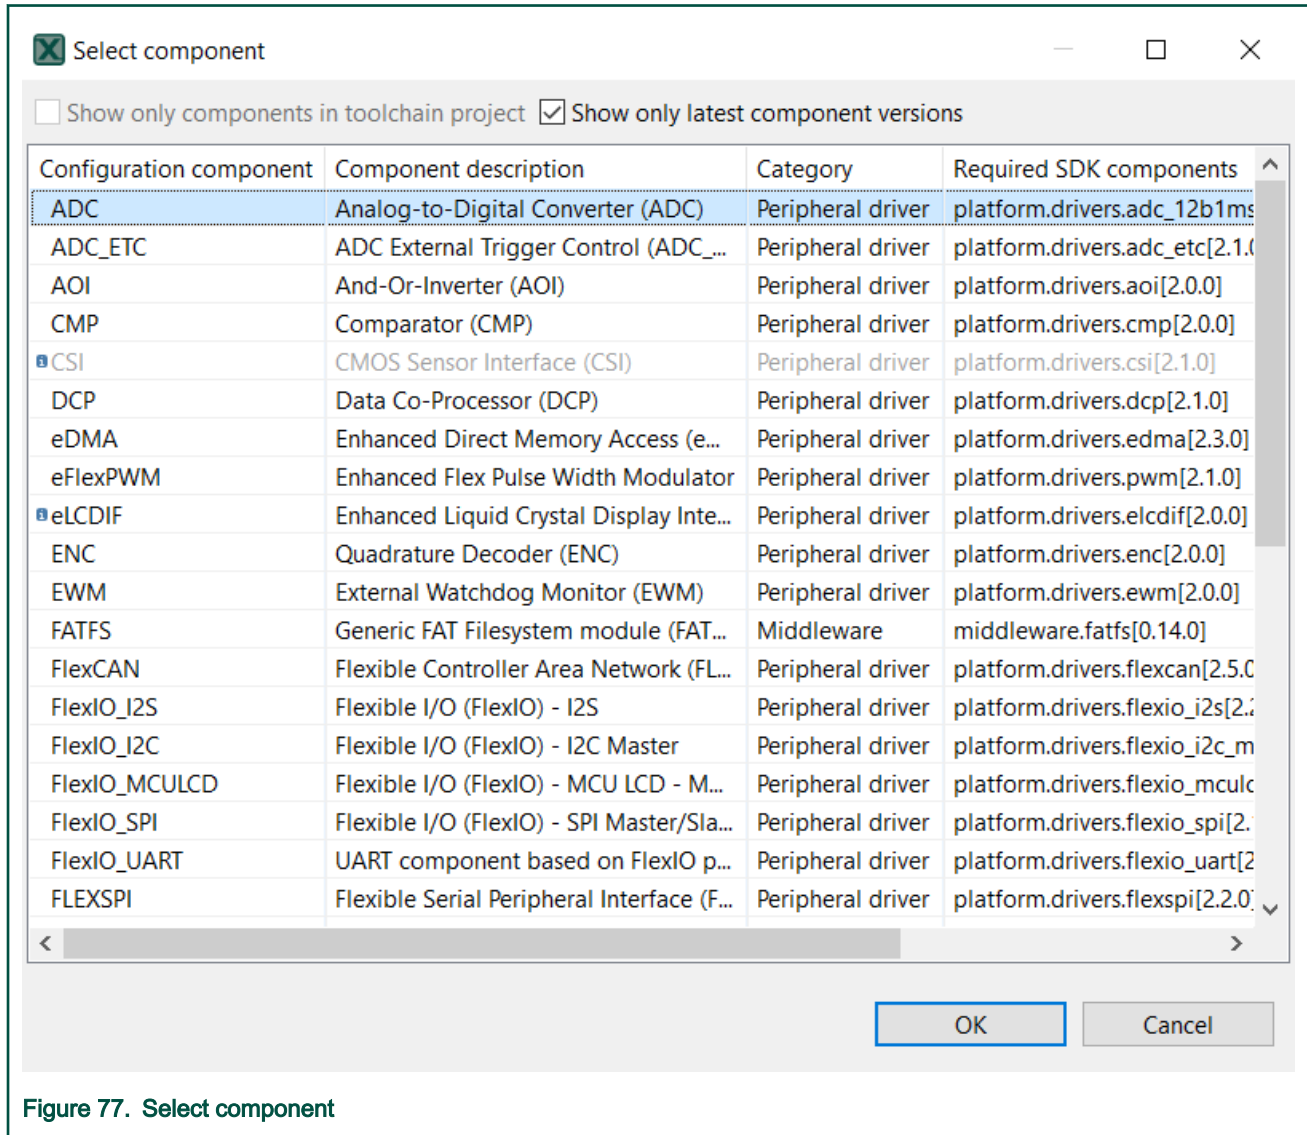 Select component
Show only components in toolchain project Show only latest component versions
Configuration component Component description Category Required SDK components
ADC Analog-to-Digital Converter (ADC) Peripheral driver platform.drivers.adc_12b1ms
ADC_ETC ADC External Trigger Control (ADC_... Peripheral driver platform.drivers.adc_etc[2.1.0
AOI And-Or-Inverter (AOI) Peripheral driver platform.drivers.aoi[2.0.0]
CMP Comparator (CMP) Peripheral driver platform.drivers.cmp[2.0.0]
CSI CMOS Sensor Interface (CSI) Peripheral driver platform.drivers.csi[2.1.0]
DCP Data Co-Processor (DCP) Peripheral driver platform.drivers.dcp[2.1.0]
eDMA Enhanced Direct Memory Access (e... Peripheral driver platform.drivers.edma[2.3.0]
eFlexPWM Enhanced Flex Pulse Width Modulator Peripheral driver platform.drivers.pwm[2.1.0]
eLCDIF Enhanced Liquid Crystal Display Inte... Peripheral driver platform.drivers.elcdif[2.0.0]
ENC Quadrature Decoder (ENC) Peripheral driver platform.drivers.enc[2.0.0]
EWM External Watchdog Monitor (EWM) Peripheral driver platform.drivers.ewm[2.0.0]
FATFS Generic FAT Filesystem module (FAT... Middleware middleware.fatfs[0.14.0]
FlexCAN Flexible Controller Area Network (FL... Peripheral driver platform.drivers.flexcan[2.5.0
FlexIO_I2S Flexible I/O (FlexIO) - I2S Peripheral driver platform.drivers.flexio_i2s[2.2
FlexIO_I2C Flexible I/O (FlexIO) - I2C Master Peripheral driver platform.drivers.flexio_i2c_m
FlexIO_MCULCD Flexible I/O (FlexIO) - MCU LCD - M... Peripheral driver platform.drivers.flexio_mculc
FlexIO_SPI Flexible I/O (FlexIO) - SPI Master/Sla... Peripheral driver platform.drivers.flexio_spi[2.
FlexIO_UART UART component based on FlexIO p... Peripheral driver platform.drivers.flexio_uart[2
FLEXSPI Flexible Serial Peripheral Interface (F... Peripheral driver platform.drivers.flexspi[2.2.0]
OK Cancel
Figure 77. Select component